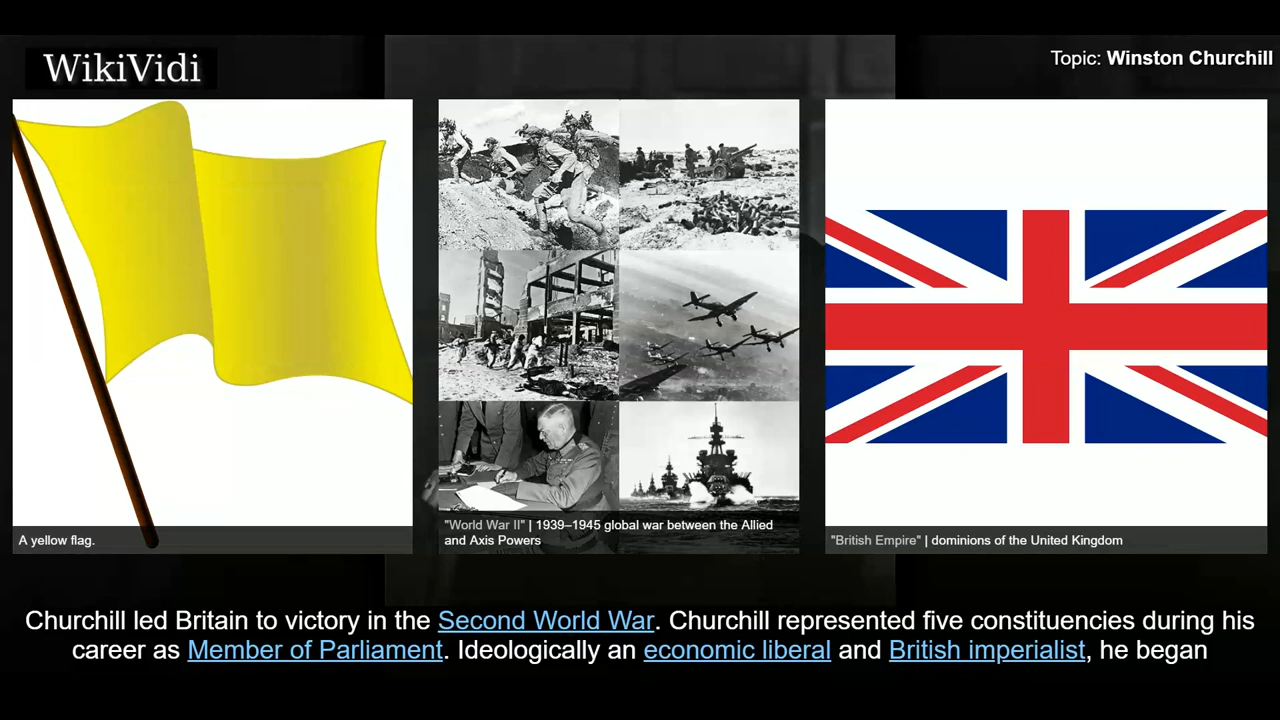 WikiVidi
Topic: Winston Churchill
A yellow flag.
"World War II" | 1939–1945 global war between the Allied
and Axis Powers
"British Empire" | dominions of the United Kingdom
Churchill led Britain to victory in the Second World War. Churchill represented five constituencies during his
career as Member of Parliament. Ideologically an economic liberal and British imperialist, he began